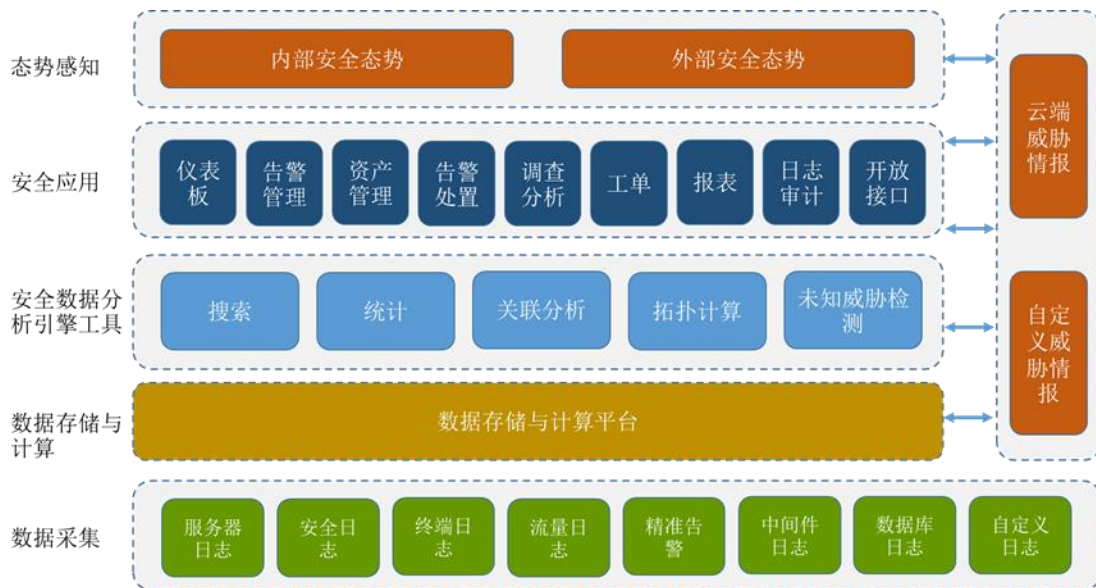 态势感知
内部安全态势
外部安全态势
安全应用
仪表
板
告警
管理
资产
管理
告警
处置
调查
分析
工单
报表
日志
审计
开放
接口
安全数据分
析引擎工具
搜索
统计
关联分析
拓扑计算
未知威胁检
测
数据存储与
计算
数据存储与计算平台
数据采集
服务器
日志
安全日
志
终端日
志
流量日
志
精准告
警
中间件
日志
数据库
日志
自定义
日志
云端
威胁
情报
自定
义威
胁情
报